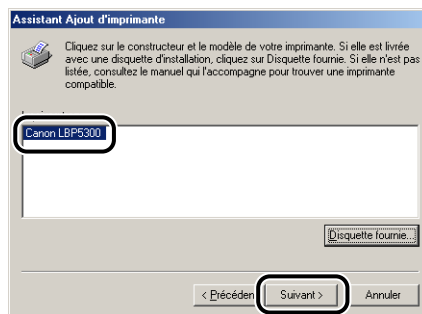 Assistant Ajout d'imprimante
Cliquez sur le constructeur et le modèle de votre imprimante. Si elle est livrée
avec une disquette d'installation, cliquez sur Disquette fournie. Si elle n'est pas
listée, consultez le manuel qui l'accompagne pour trouver une imprimante
compatible.
Canon LBP5300
Disquette fournie...
< Précéden
Suivant >
Annuler